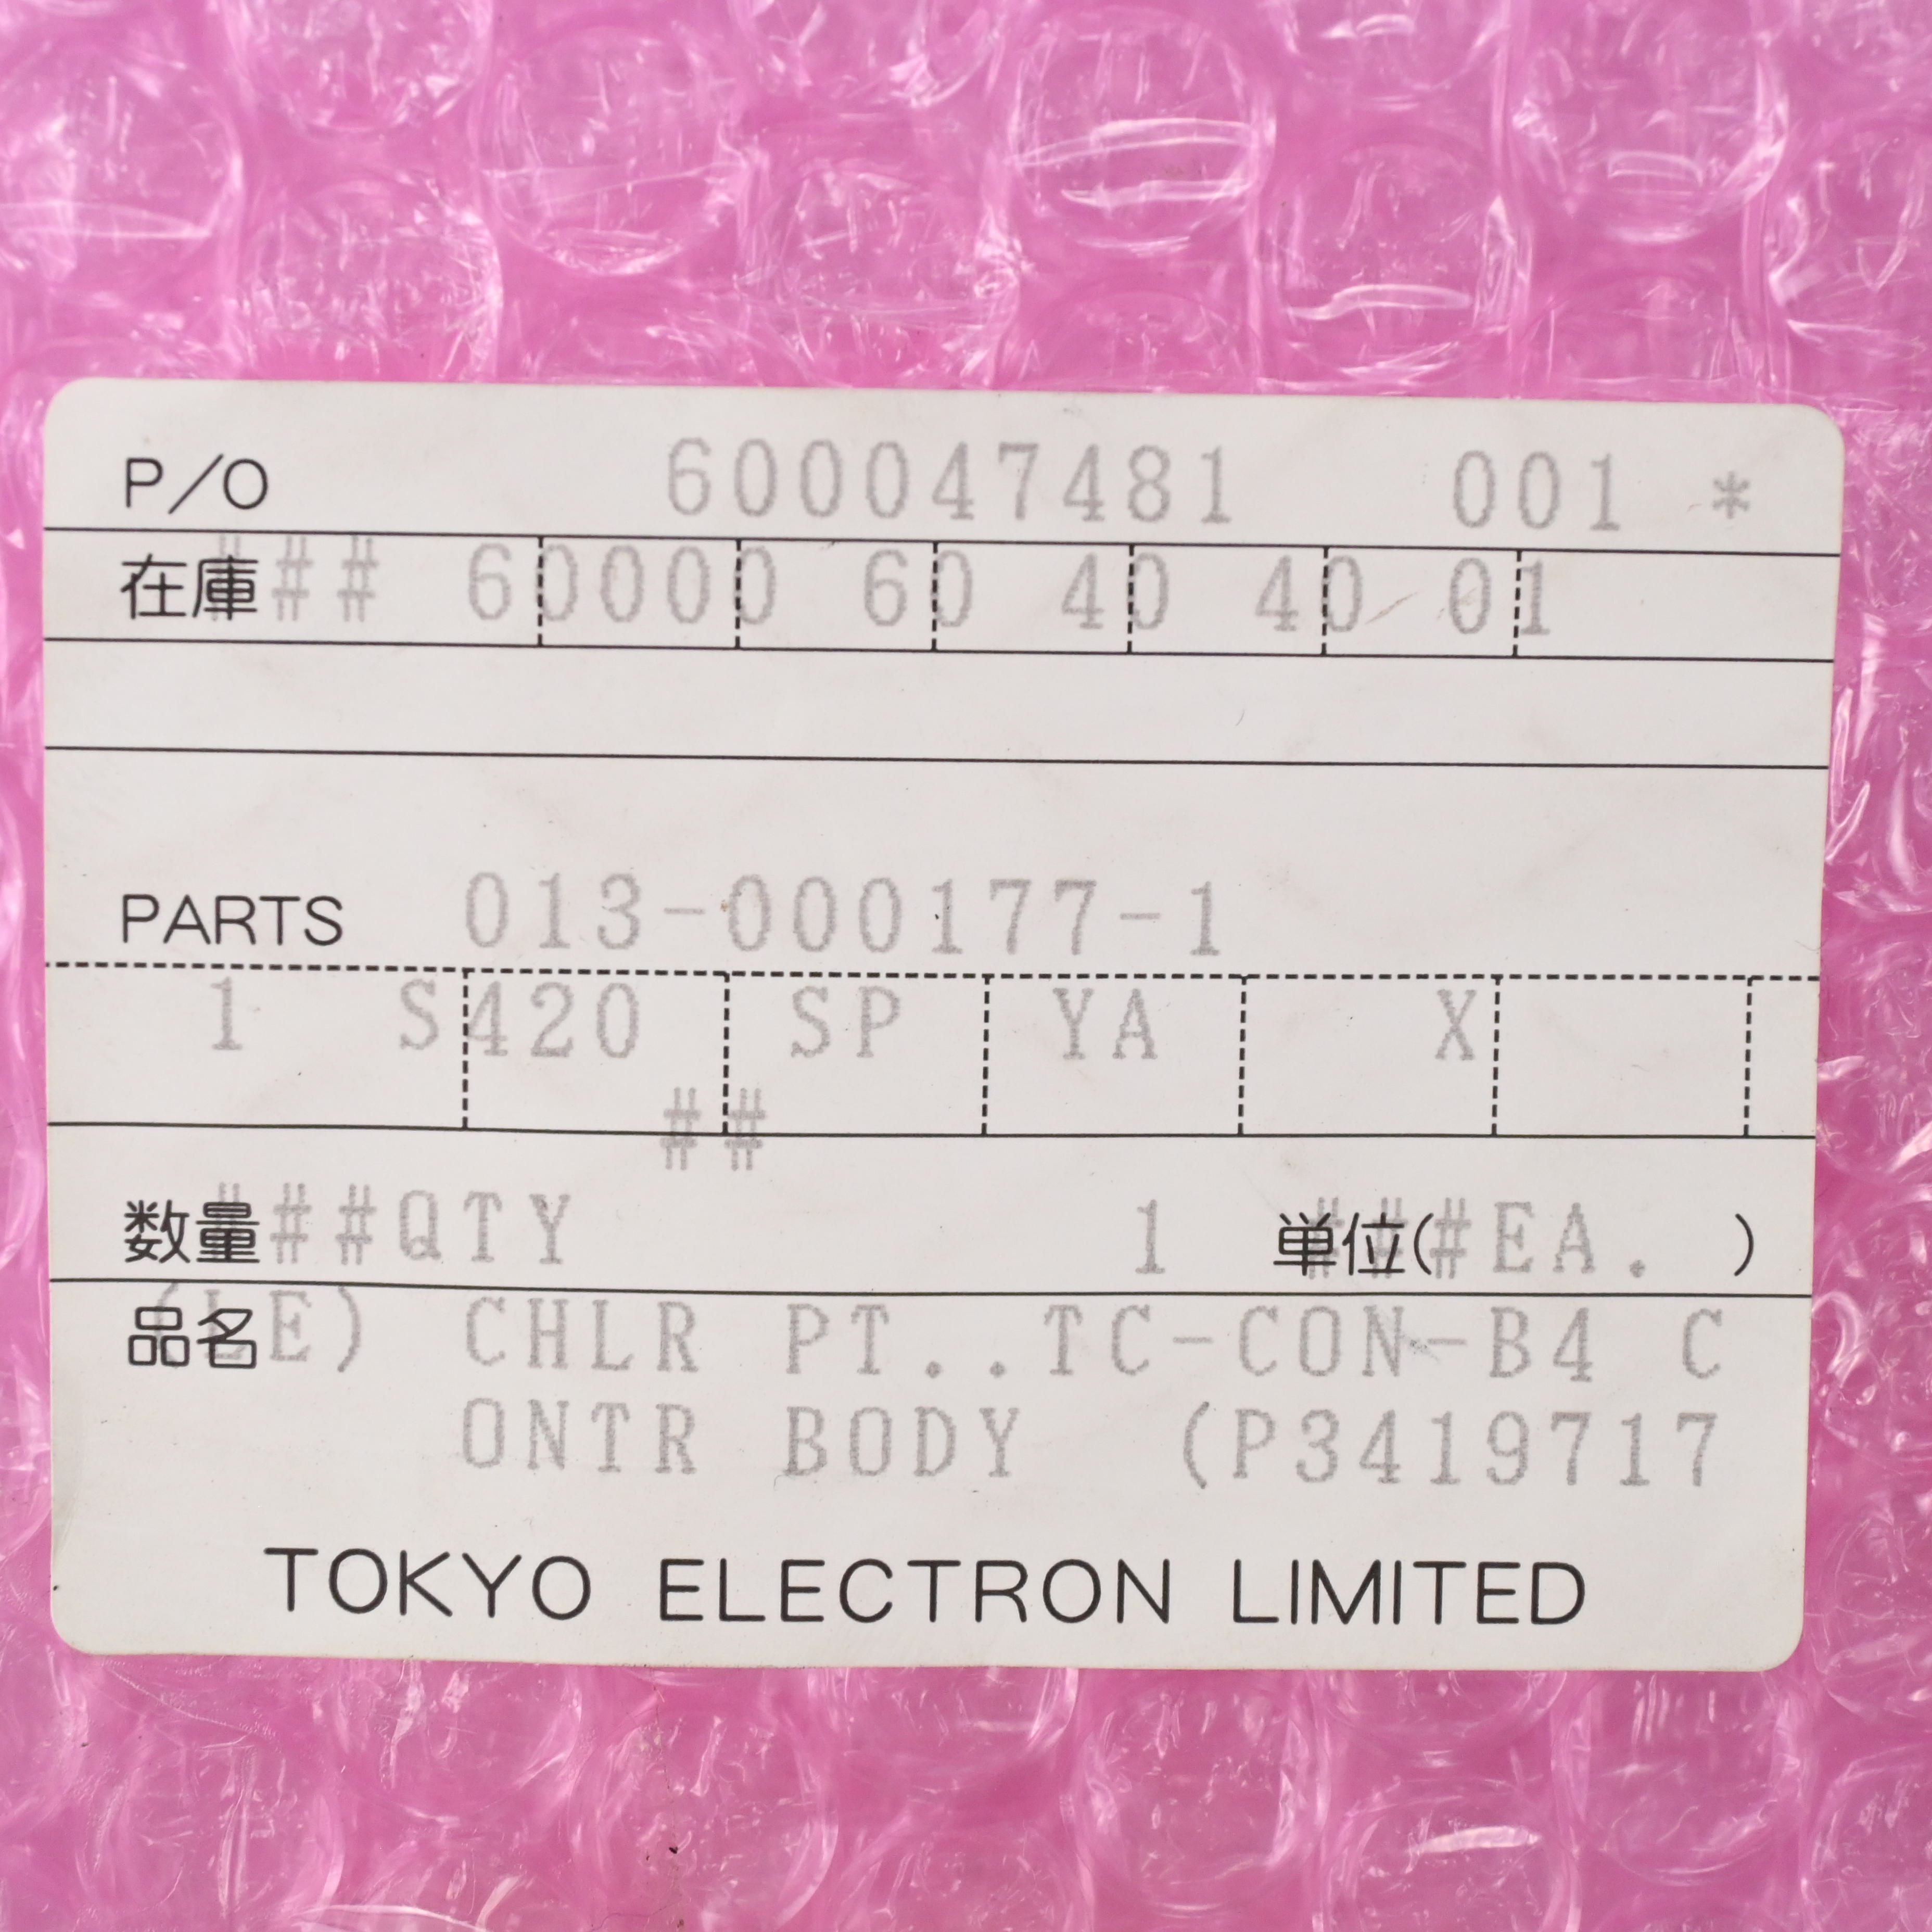 P/O 600047481 001 *
在庫### 60000 60 40 40 01
PARTS 013-000177-1
1 S420 SP YA X
##
数量###QTY 1 単位(###EA. )
品名(LE) CHLR PT..TC-CON-B4 C
ONTR BODY (P3419717
TOKYO ELECTRON LIMITED